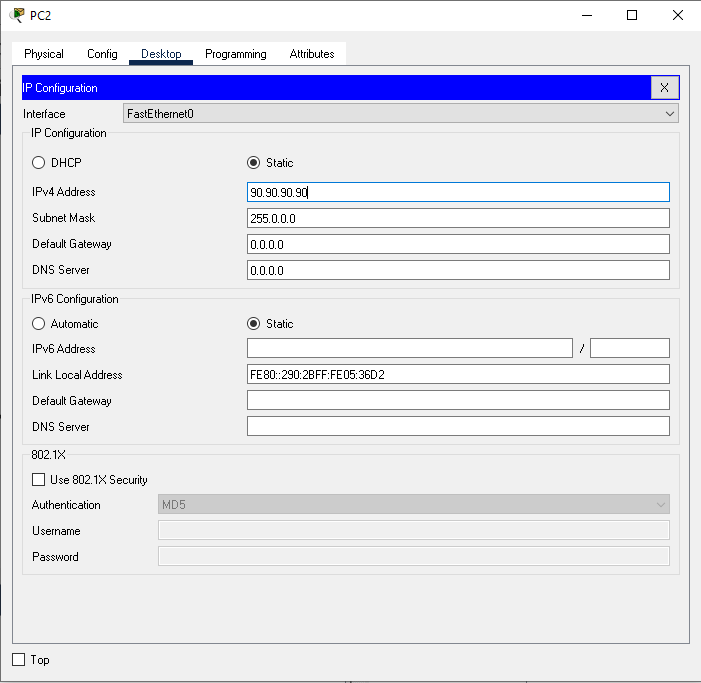 PC2
Physical Config Desktop Programming Attributes
IP Configuration X
Interface FastEthernet0
IP Configuration
DHCP Static
IPv4 Address 90.90.90.90
Subnet Mask 255.0.0.0
Default Gateway 0.0.0.0
DNS Server 0.0.0.0
IPv6 Configuration
Automatic Static
IPv6 Address /
Link Local Address FE80::290:2BFF:FE05:36D2
Default Gateway
DNS Server
802.1X
Use 802.1X Security
Authentication MD5
Username
Password
Top